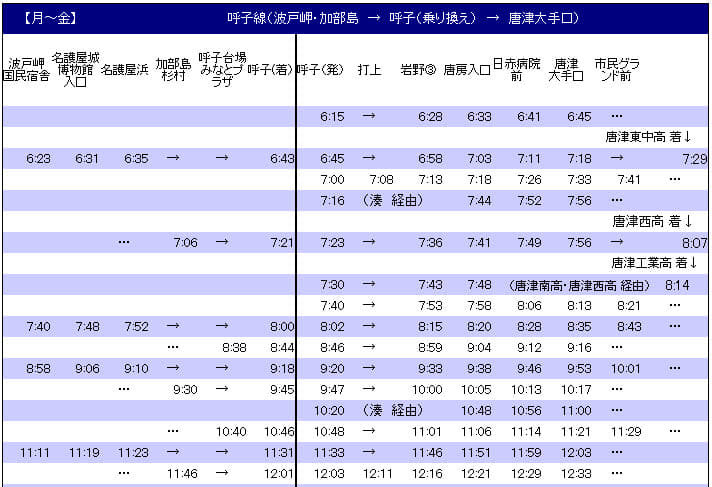 【月～金】 呼子線(波戸岬・加部島 → 呼子(乗り換え) → 唐津大手口)
波戸岬国民宿舎 名護屋城博物館入口 名護屋浜 加部島杉村 呼子台場みなとプラザ 呼子(着) 呼子(発) 打上 岩野③ 唐房入口 日赤病院前 唐津大手口 市民グランド前
6:15 → 6:28 6:33 6:41 6:45 …
唐津東中高 着↓
6:23 6:31 6:35 → → 6:43 6:45 → 6:58 7:03 7:11 7:18 → 7:29
7:00 7:08 7:13 7:18 7:26 7:33 7:41 …
7:16 (湊 経由) 7:44 7:52 7:56 …
唐津西高 着↓
… 7:06 → 7:21 7:23 → 7:36 7:41 7:49 7:56 → 8:07
唐津工業高 着↓
7:30 → 7:43 7:48 (唐津南高・唐津西高 経由) 8:14
7:40 → 7:53 7:58 8:06 8:13 8:21 …
7:40 7:48 7:52 → → 8:00 8:02 → 8:15 8:20 8:28 8:35 8:43 …
… 8:38 8:44 8:46 → 8:59 9:04 9:12 9:16 …
8:58 9:06 9:10 → → 9:18 9:20 → 9:33 9:38 9:46 9:53 10:01 …
… 9:30 → 9:45 9:47 → 10:00 10:05 10:13 10:17 …
10:20 (湊 経由) 10:48 10:56 11:00 …
… 10:40 10:46 10:48 → 11:01 11:06 11:14 11:21 11:29 …
11:11 11:19 11:23 → → 11:31 11:33 → 11:46 11:51 11:59 12:03 …
… 11:46 → 12:01 12:03 12:11 12:16 12:21 12:29 12:33 …